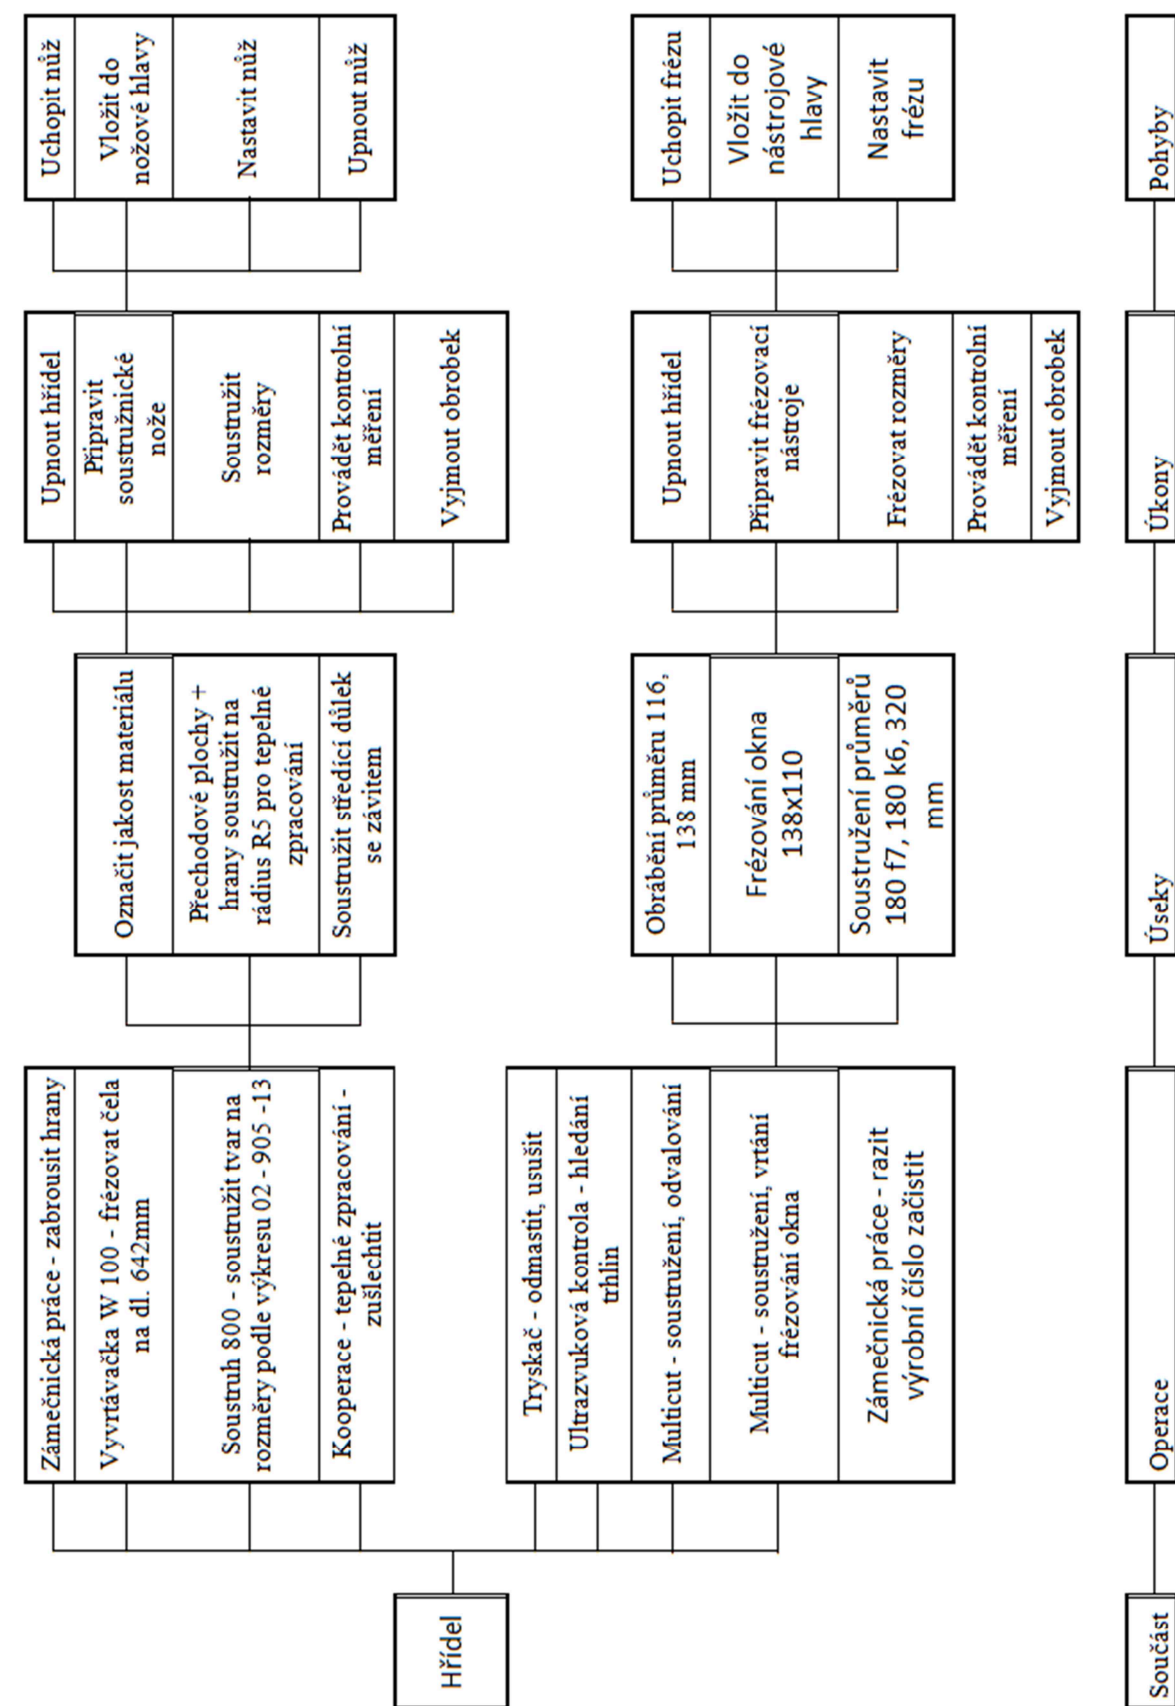 Hřídel
Zámečnická práce - zabrousit hrany
Vyvrtávačka W 100 - frézovat čela
na dl. 642mm
Soustruh 800 - soustružit tvar na
rozměry podle výkresu 02 - 905 -13
Kooperace - tepelné zpracování -
zušlechtit
Tryskač - odmastit, usušit
Ultrazvuková kontrola - hledání
trhlin
Multicut - soustružení, odvalování
Multicut - soustružení, vrtání
frézování okna
Zámečnická práce - razit
výrobní číslo začistit
Označit jakost materiálu
Přechodové plochy +
hrany soustružit na
rádius R5 pro tepelné
zpracování
Soustružit středící důlek
se závitem
Obrábění průměru 116,
138 mm
Frézování okna
138x110
Soustružení průměrů
180 f7, 180 k6, 320
mm
Upnout hřídel
Připravit
soustružnické
nože
Soustružit
rozměry
Provádět kontrolní
měření
Vyjmout obrobek
Upnout hřídel
Připravit frézovací
nástroje
Frézovat rozměry
Provádět kontrolní
měření
Vyjmout obrobek
Uchopit nůž
Vložit do
nožové hlavy
Nastavit nůž
Upnout nůž
Uchopit frézu
Vložit do
nástrojové
hlavy
Nastavit
frézu
Součást
Operace
Úseky
Úkony
Pohyby